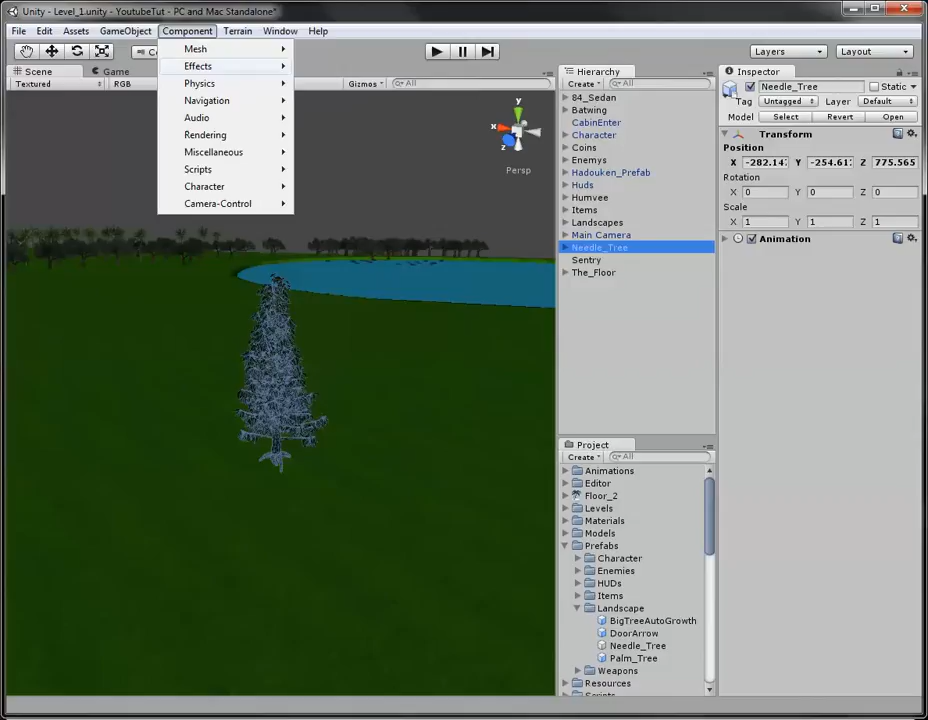 Unity - Level_1.unity - YoutubeTut - PC and Mac Standalone*
File Edit Assets GameObject Component Terrain Window Help
Layers Layout
Mesh
Effects
Physics
Navigation
Audio
Rendering
Miscellaneous
Scripts
Character
Camera-Control
Scene Game
Textured RGB Gizmos All
y
x
z
Persp
Hierarchy
Create All
84_Sedan
Batwing
CabinEnter
Character
Coins
Enemys
Hadouken_Prefab
Huds
Humvee
Items
Landscapes
Main Camera
Needle_Tree
Sentry
The_Floor
Project
Create All
Animations
Editor
Floor_2
Levels
Materials
Models
Prefabs
Character
Enemies
HUDs
Items
Landscape
BigTreeAutoGrowth
DoorArrow
Needle_Tree
Palm_Tree
Weapons
Resources
Inspector
Needle_Tree Static
Tag Untagged Layer Default
Model Select Revert Open
Transform
Position
X -282.14 Y -254.61 Z 775.565
Rotation
X 0 Y 0 Z 0
Scale
X 1 Y 1 Z 1
Animation